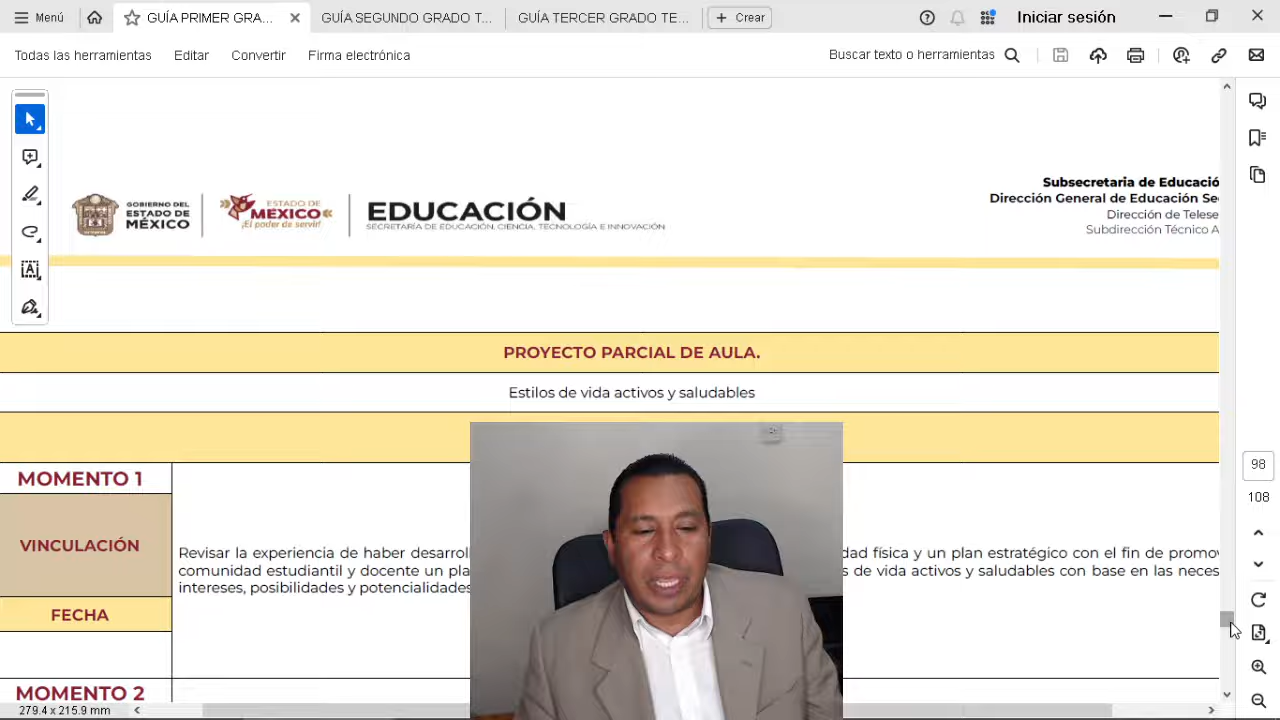 Menú
GUÍA PRIMER GRA...
GUÍA SEGUNDO GRADO T...
GUÍA TERCER GRADO TE...
Crear
Iniciar sesión
Todas las herramientas
Editar
Convertir
Firma electrónica
Buscar texto o herramientas
GOBIERNO DEL
ESTADO DE
MÉXICO
ESTADO DE
MÉXICO
¡El poder de servir!
EDUCACIÓN
SECRETARÍA DE EDUCACIÓN, CIENCIA, TECNOLOGÍA E INNOVACIÓN
Subsecretaria de Educació
Dirección General de Educación Se
Dirección de Telese
Subdirección Técnico A
PROYECTO PARCIAL DE AULA.
Estilos de vida activos y saludables
MOMENTO 1
VINCULACIÓN
Revisar la experiencia de haber desarrol dad física y un plan estratégico con el fin de promo
comunidad estudiantil y docente un pla s de vida activos y saludables con base en las neces
intereses, posibilidades y potencialidades
FECHA
MOMENTO 2
98
108
279.4 x 215.9 mm